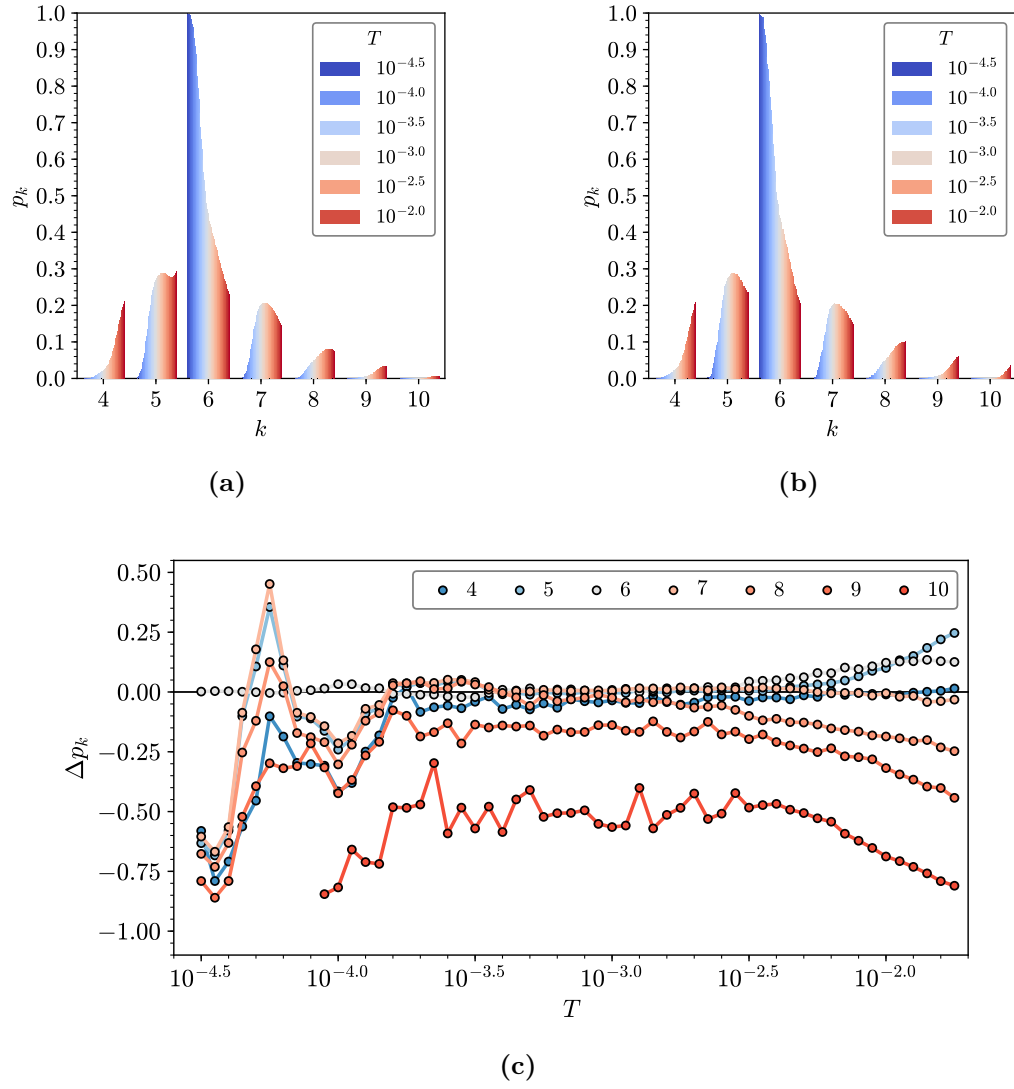 1.0
0.9
0.8
0.7
0.6
0.5
0.4
0.3
0.2
0.1
0.0
p_k
T
10^{-4.5}
10^{-4.0}
10^{-3.5}
10^{-3.0}
10^{-2.5}
10^{-2.0}
4 5 6 7 8 9 10
k
(a)
1.0
0.9
0.8
0.7
0.6
0.5
0.4
0.3
0.2
0.1
0.0
p_k
T
10^{-4.5}
10^{-4.0}
10^{-3.5}
10^{-3.0}
10^{-2.5}
10^{-2.0}
4 5 6 7 8 9 10
k
(b)
4 5 6 7 8 9 10
0.50
0.25
0.00
−0.25
−0.50
−0.75
−1.00
Δp_k
10^{-4.5} 10^{-4.0} 10^{-3.5} 10^{-3.0} 10^{-2.5} 10^{-2.0}
T
(c)